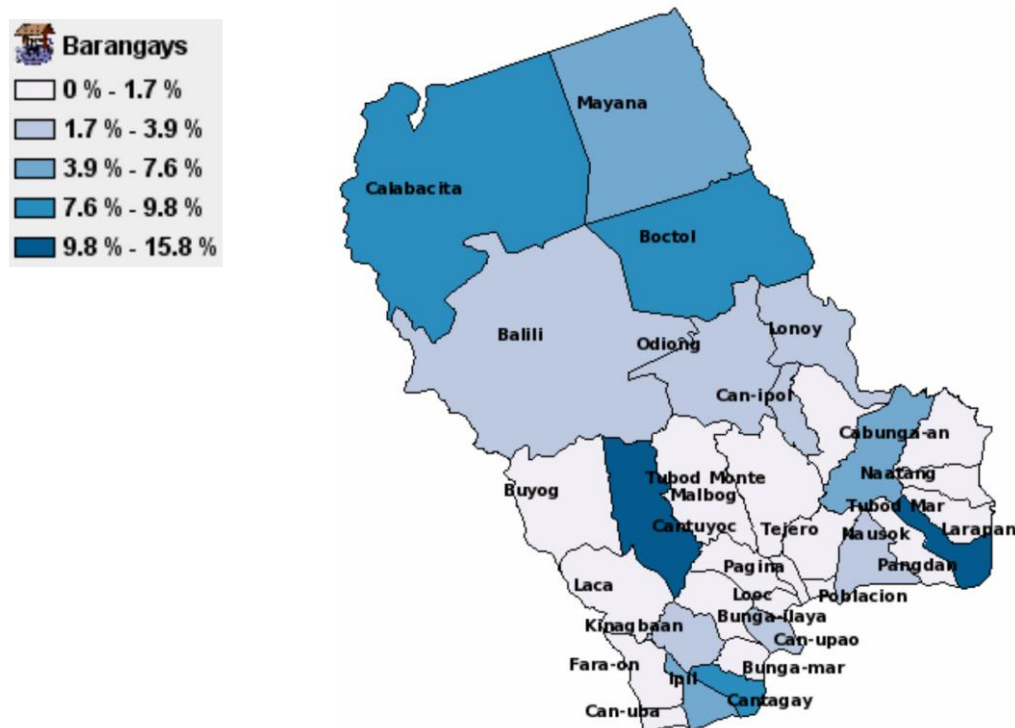 Barangays
0 % - 1.7 %
1.7 % - 3.9 %
3.9 % - 7.6 %
7.6 % - 9.8 %
9.8 % - 15.8 %
Mayana
Calabacita
Boctol
Balili
Odiong
Lonoy
Can-ipol
Cabunga-an
Buyog
Tubod Monte
Naatang
Malbog
Tubod Mar
Cantuyoc
Tejero
Nausok
Larapan
Pagina
Pangdan
Laca
Looc
Poblacion
Bunga-ilaya
Kinagbaan
Can-upao
Fara-on
Ipil
Bunga-mar
Cantagay
Can-uba